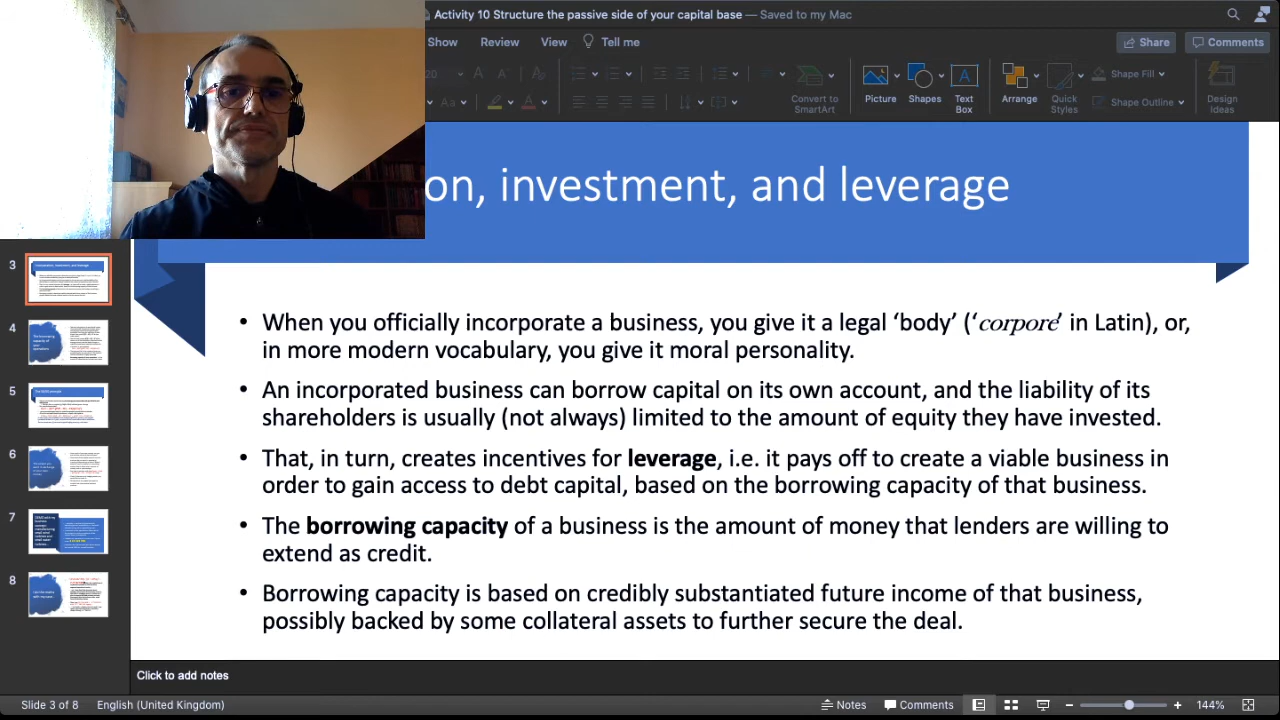 Activity 10 Structure the passive side of your capital base — Saved to my Mac
Show Review View Tell me
Share Comments
20
Aa
Convert to SmartArt
Picture
Shapes
Text Box
Arrange
Quick Styles
Shape Fill
Shape Outline
Design Ideas
on, investment, and leverage
3
4
5
6
7
8
• When you officially incorporate a business, you give it a legal ‘body’ (‘corpore’ in Latin), or,
in more modern vocabulary, you give it moral personality.
• An incorporated business can borrow capital on its own account, and the liability of its
shareholders is usually (not always) limited to the amount of equity they have invested.
• That, in turn, creates incentives for leverage, i.e. it pays off to create a viable business in
order to gain access to debt capital, based on the borrowing capacity of that business.
• The borrowing capacity of a business is the amount of money that lenders are willing to
extend as credit.
• Borrowing capacity is based on credibly substantiated future income of that business,
possibly backed by some collateral assets to further secure the deal.
Click to add notes
Slide 3 of 8 English (United Kingdom) Notes Comments 144%